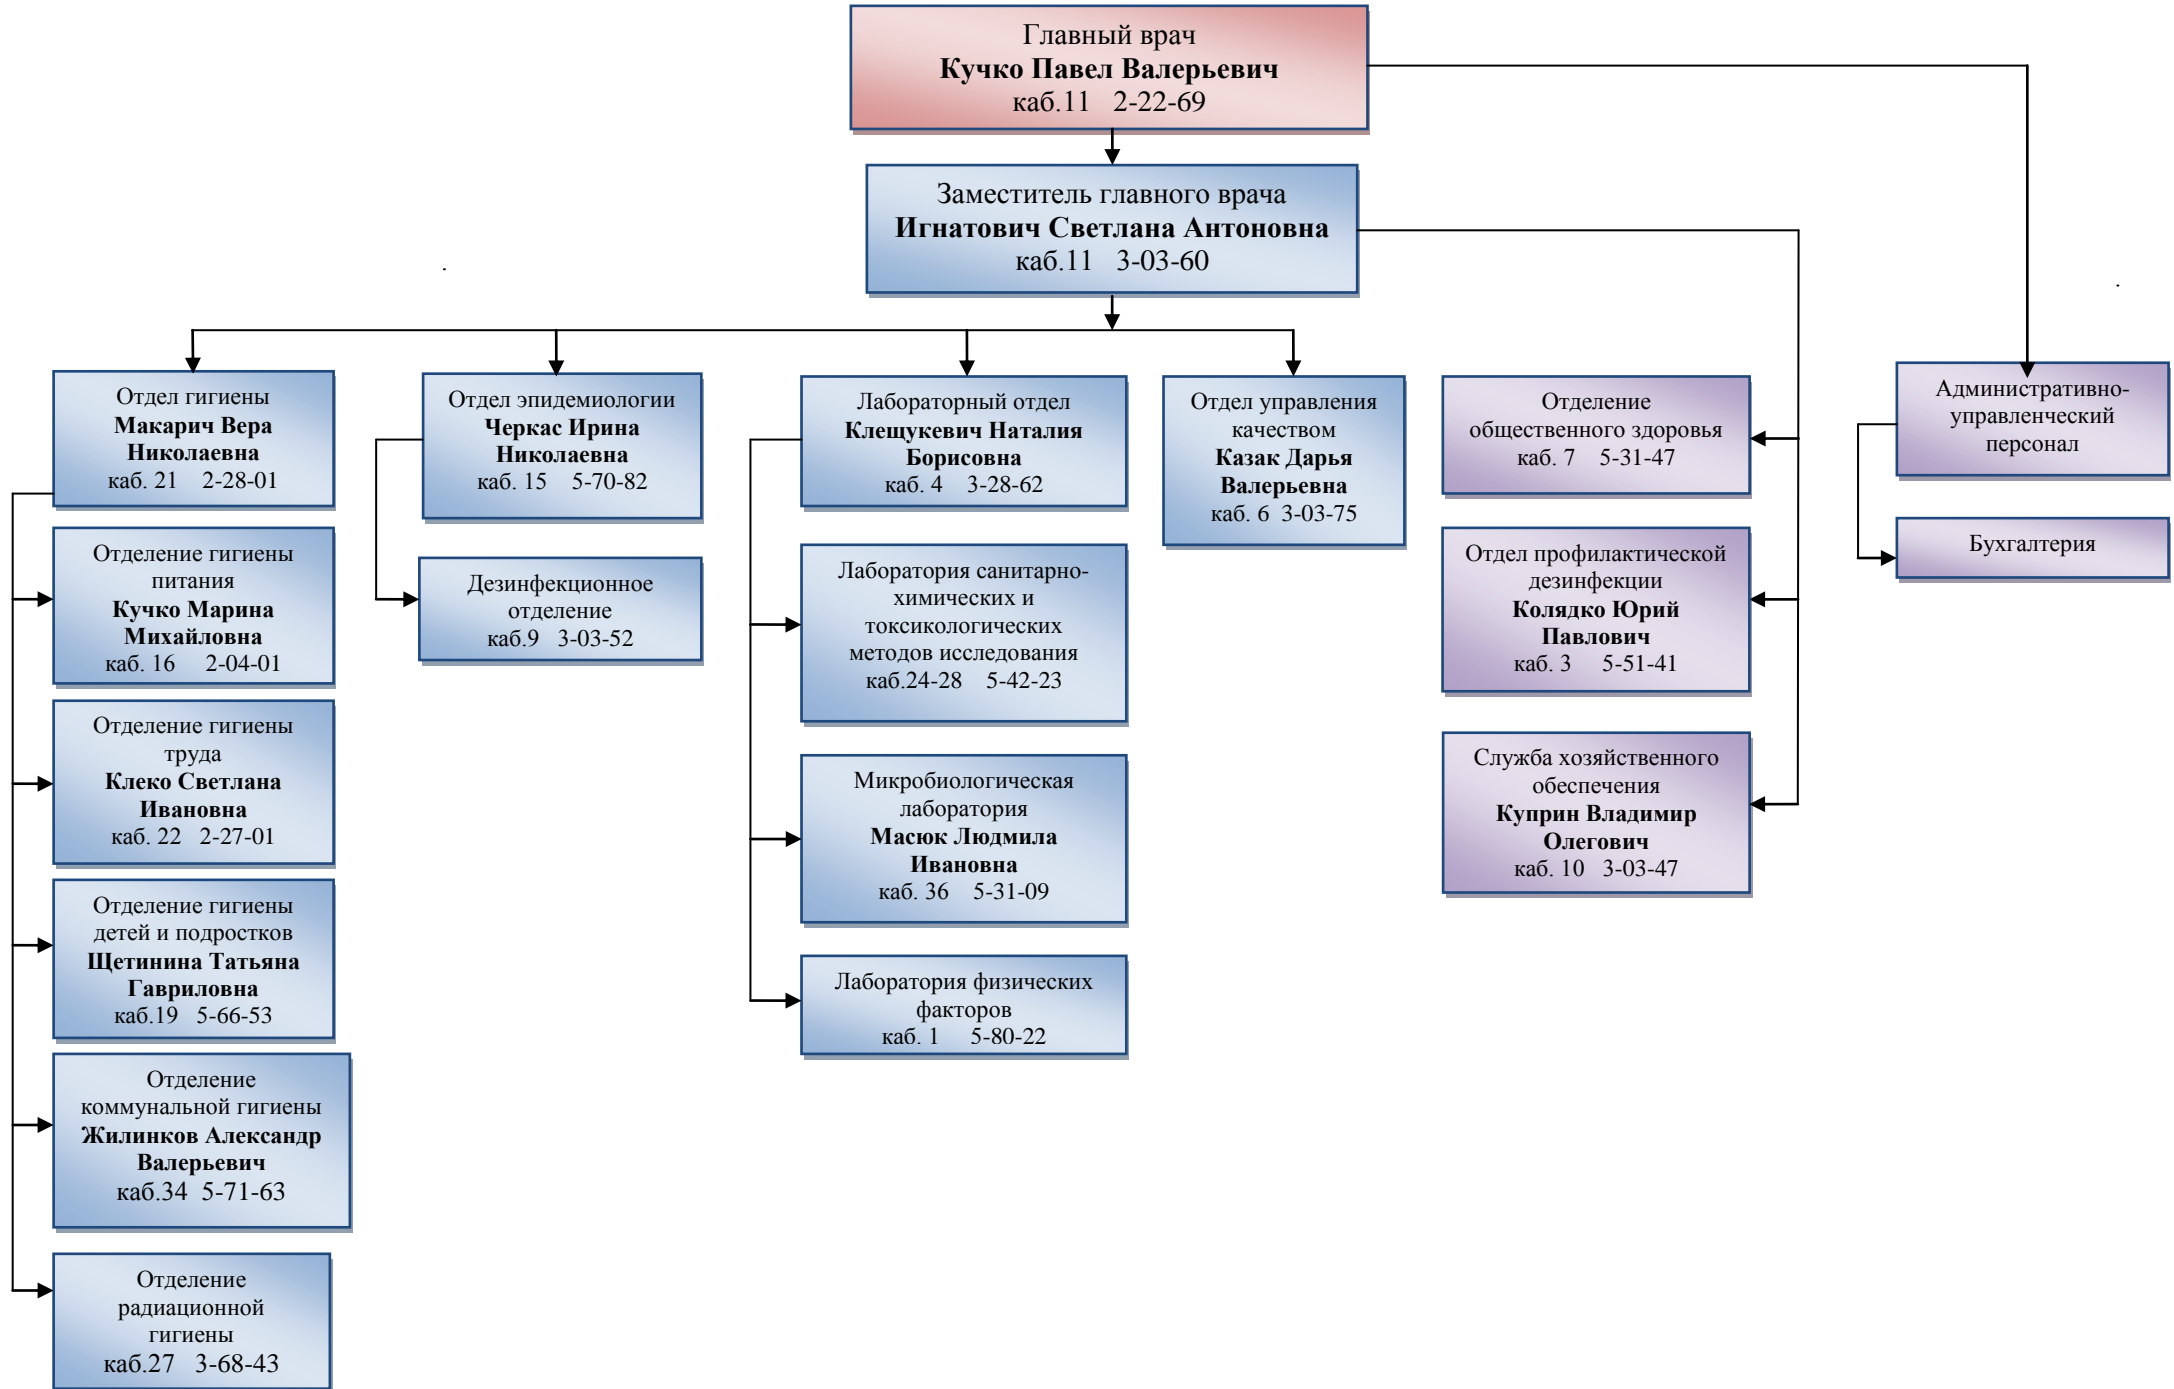 Главный врач
Кучко Павел Валерьевич
каб.11 2-22-69
Заместитель главного врача
Игнатович Светлана Антоновна
каб.11 3-03-60
Отдел гигиены
Макарич Вера
Николаевна
каб. 21 2-28-01
Отделение гигиены
питания
Кучко Марина
Михайловна
каб. 16 2-04-01
Отделение гигиены
труда
Клеко Светлана
Ивановна
каб. 22 2-27-01
Отделение гигиены
детей и подростков
Щетинина Татьяна
Гавриловна
каб.19 5-66-53
Отделение
коммунальной гигиены
Жилинков Александр
Валерьевич
каб.34 5-71-63
Отделение
радиационной
гигиены
каб.27 3-68-43
Отдел эпидемиологии
Черкас Ирина
Николаевна
каб. 15 5-70-82
Дезинфекционное
отделение
каб.9 3-03-52
Лабораторный отдел
Клещукевич Наталия
Борисовна
каб. 4 3-28-62
Лаборатория санитарно-
химических и
токсикологических
методов исследования
каб.24-28 5-42-23
Микробиологическая
лаборатория
Масюк Людмила
Ивановна
каб. 36 5-31-09
Лаборатория физических
факторов
каб. 1 5-80-22
Отдел управления
качеством
Казак Дарья
Валерьевна
каб. 6 3-03-75
Отделение
общественного здоровья
каб. 7 5-31-47
Отдел профилактической
дезинфекции
Колядко Юрий
Павлович
каб. 3 5-51-41
Служба хозяйственного
обеспечения
Куприн Владимир
Олегович
каб. 10 3-03-47
Административно-
управленческий
персонал
Бухгалтерия